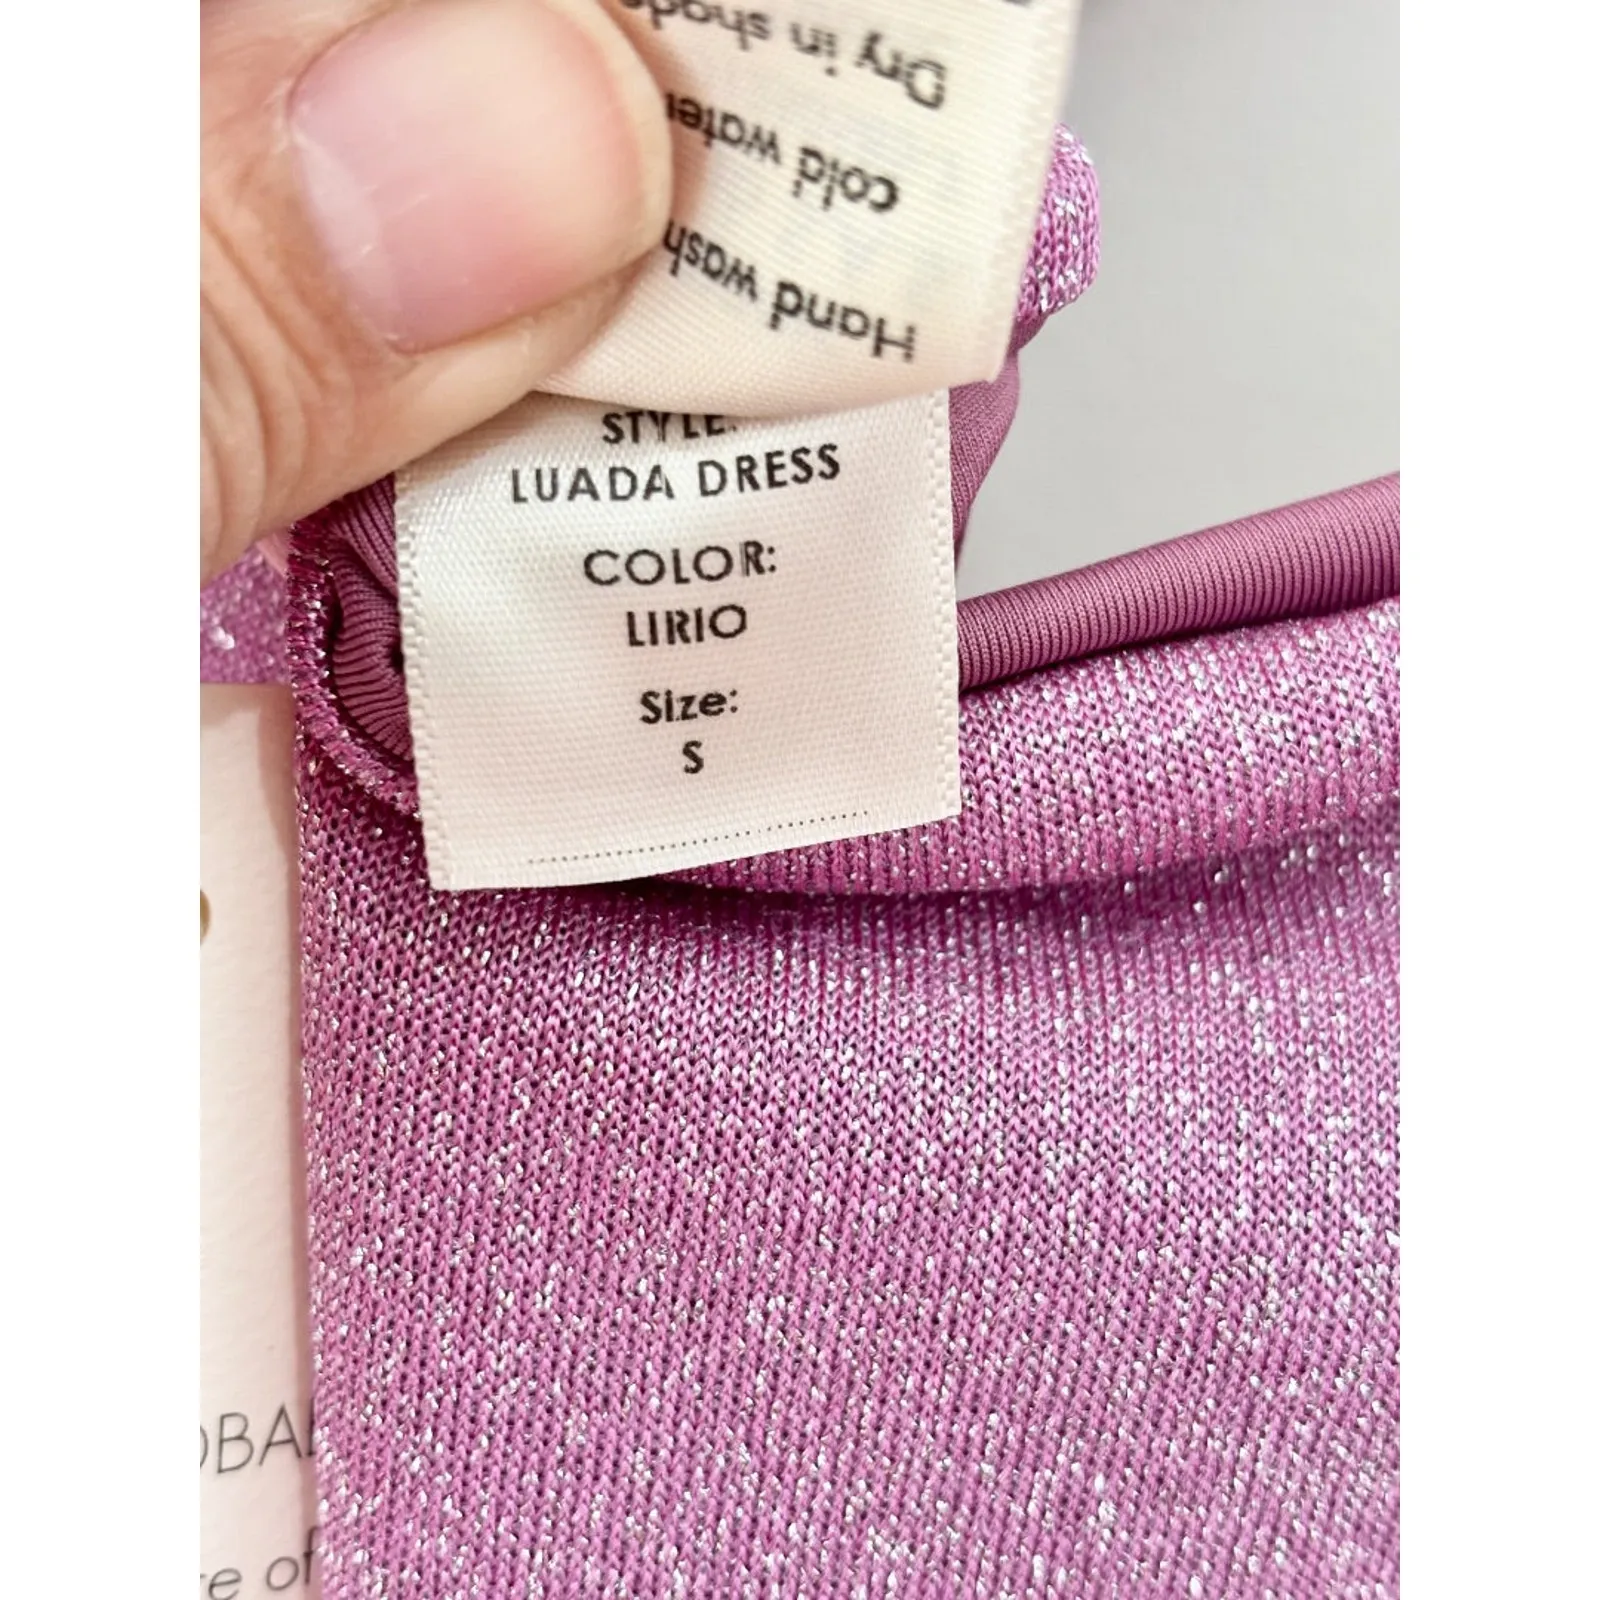 Dry in shade
cold water
Hand wash
STYLE:
LUADA DRESS
COLOR:
LIRIO
Size:
S